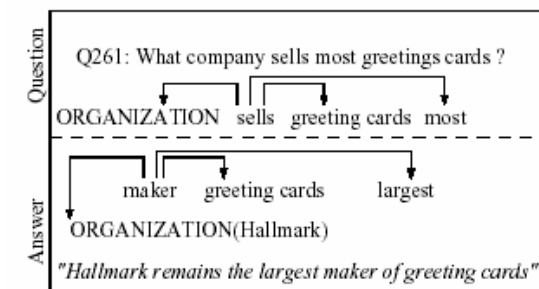 Question
Q261: What company sells most greetings cards ?
ORGANIZATION sells greeting cards most
Answer
maker greeting cards largest
ORGANIZATION(Hallmark)
"Hallmark remains the largest maker of greeting cards"